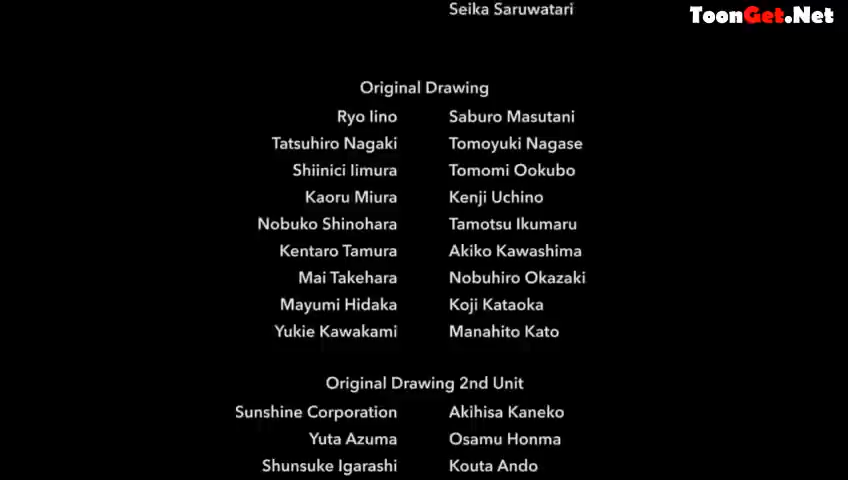 Seika Saruwatari
ToonGet.Net
Original Drawing
Ryo Iino Saburo Masutani
Tatsuhiro Nagaki Tomoyuki Nagase
Shiinici Iimura Tomomi Ookubo
Kaoru Miura Kenji Uchino
Nobuko Shinohara Tamotsu Ikumaru
Kentaro Tamura Akiko Kawashima
Mai Takehara Nobuhiro Okazaki
Mayumi Hidaka Koji Kataoka
Yukie Kawakami Manahito Kato
Original Drawing 2nd Unit
Sunshine Corporation Akihisa Kaneko
Yuta Azuma Osamu Honma
Shunsuke Igarashi Kouta Ando